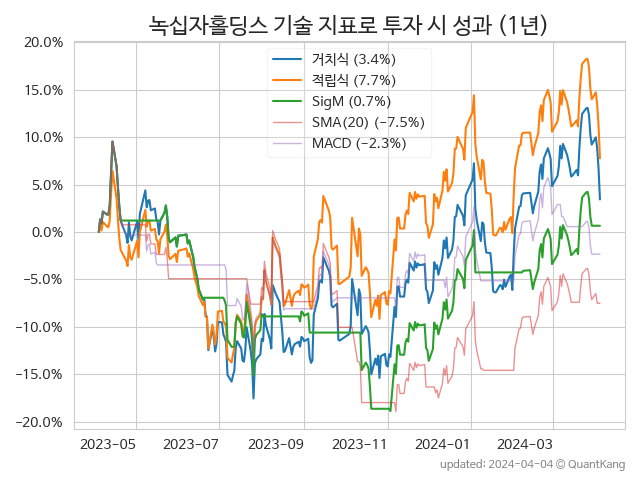 녹십자홀딩스 기술 지표로 투자 시 성과 (1년)
20.0%
15.0%
10.0%
5.0%
0.0%
−5.0%
−10.0%
−15.0%
−20.0%
거치식 (3.4%)
적립식 (7.7%)
SigM (0.7%)
SMA(20) (−7.5%)
MACD (−2.3%)
2023-05 2023-07 2023-09 2023-11 2024-01 2024-03
updated: 2024-04-04 © QuantKang